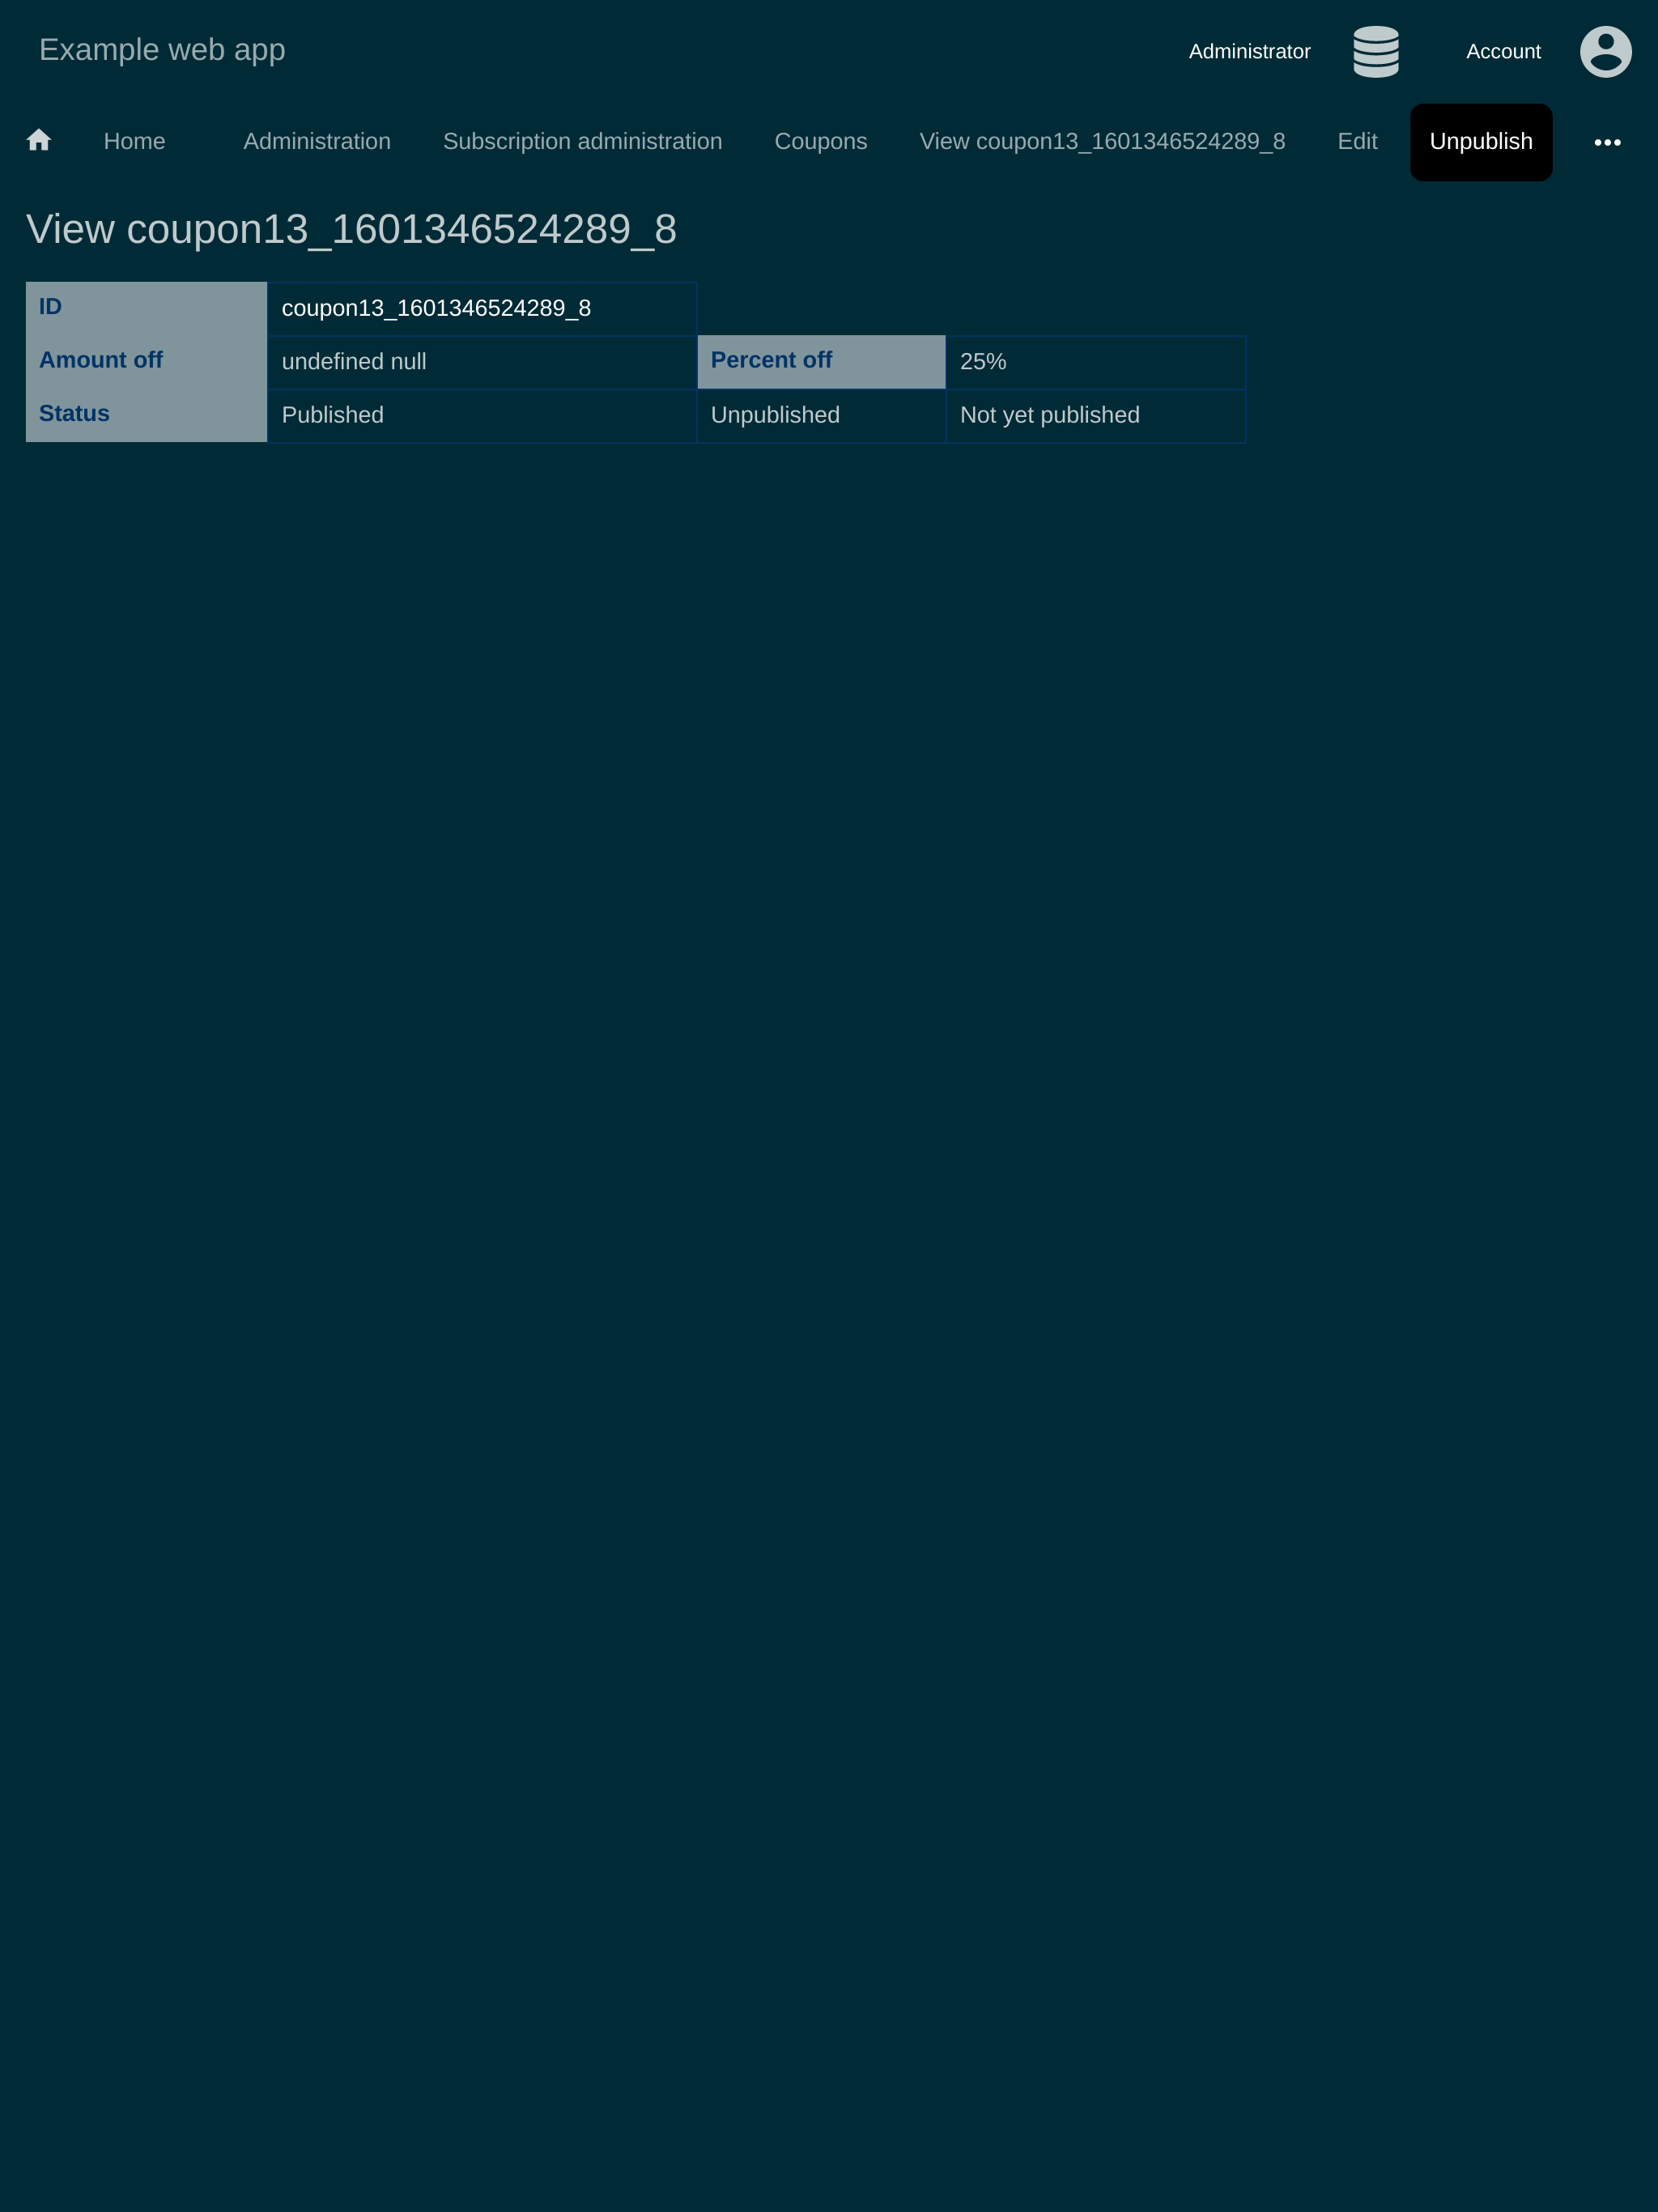 Example web app
Administrator Account
Home Administration Subscription administration Coupons View coupon13_1601346524289_8 Edit Unpublish •••
View coupon13_1601346524289_8
ID coupon13_1601346524289_8
Amount off undefined null Percent off 25%
Status Published Unpublished Not yet published